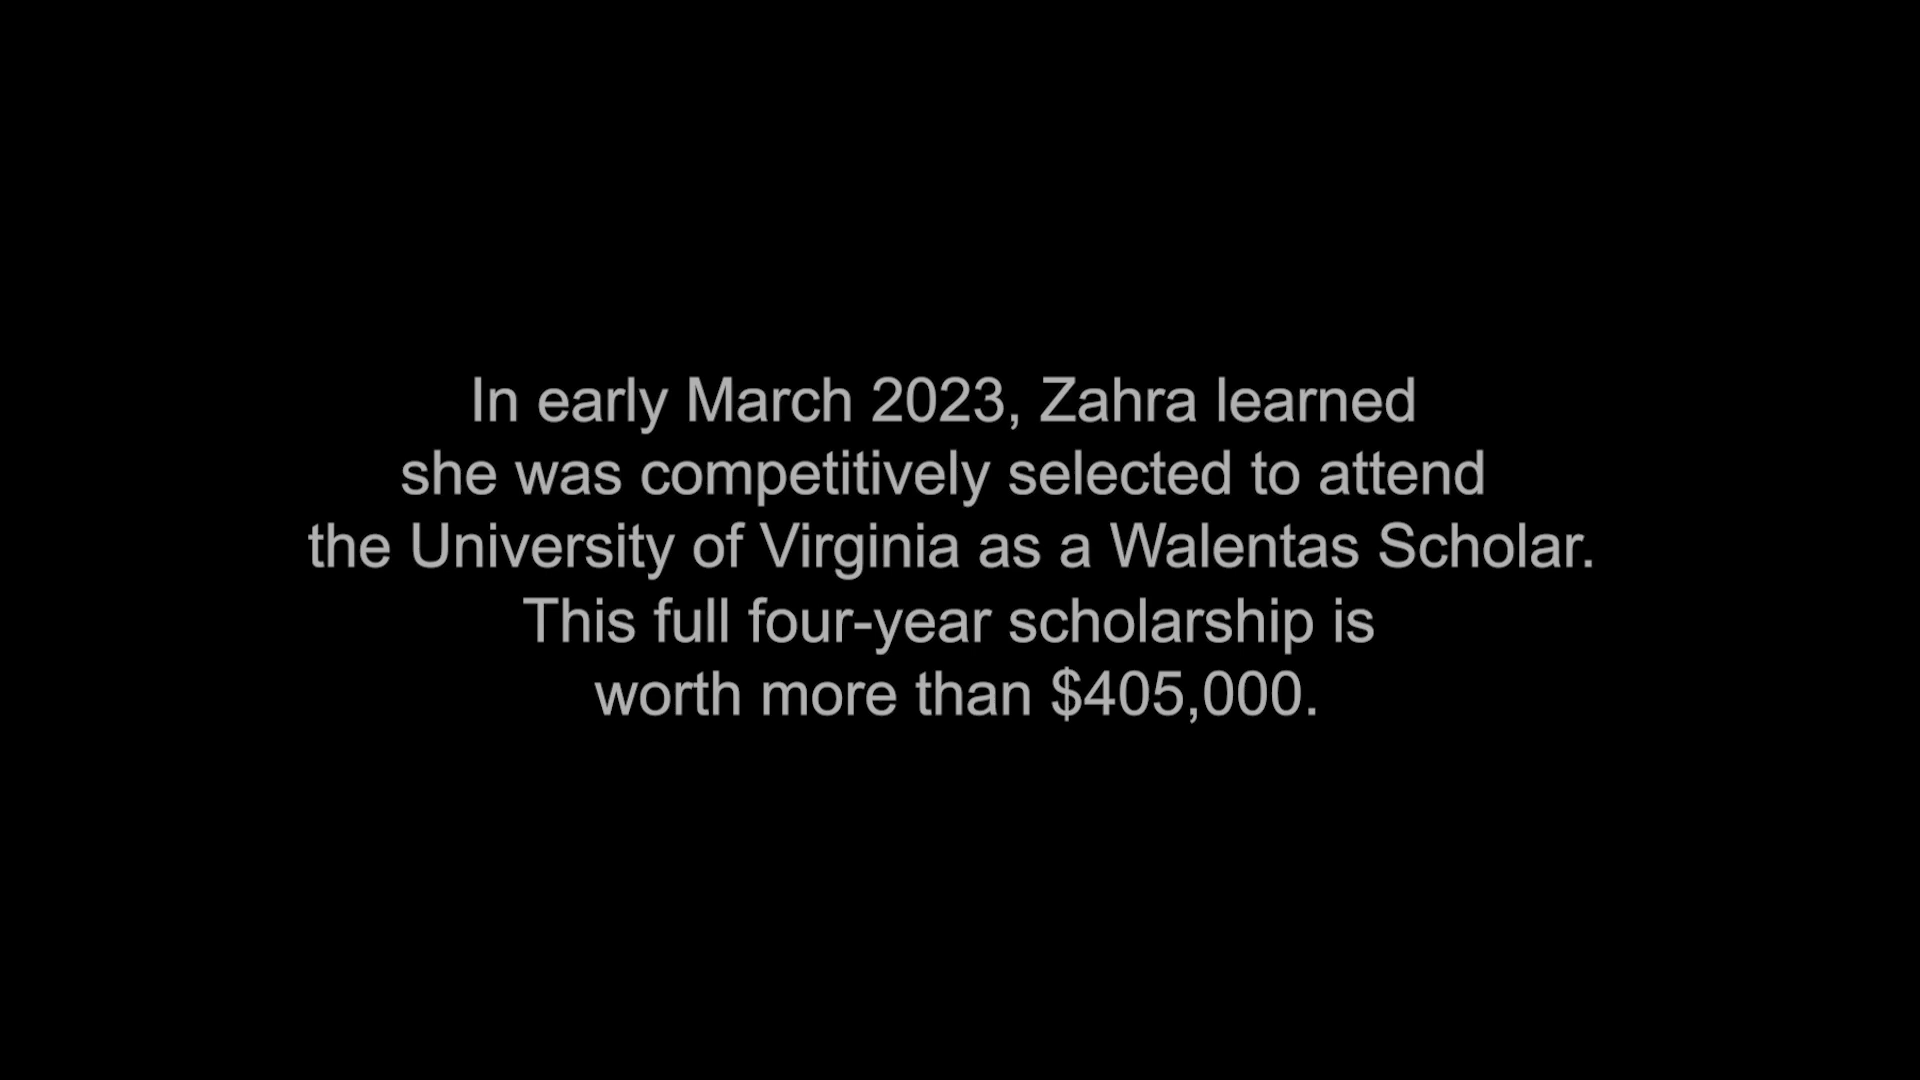 In early March 2023, Zahra learned
she was competitively selected to attend
the University of Virginia as a Walentas Scholar.
This full four-year scholarship is
worth more than $405,000.